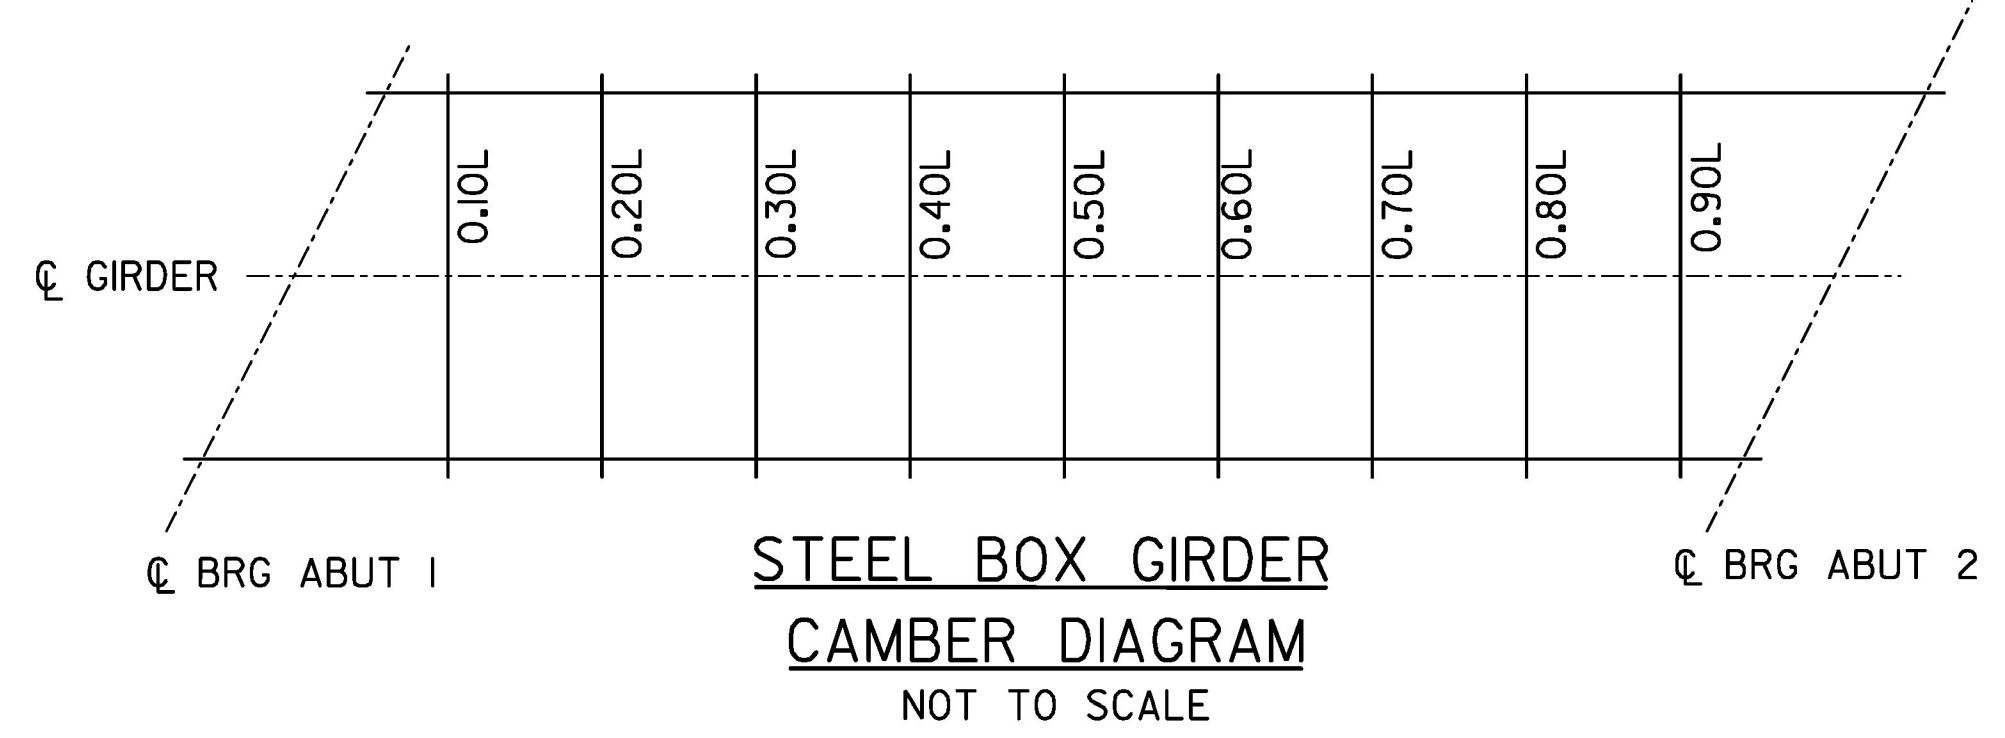 0.10L
0.20L
0.30L
0.40L
0.50L
0.60L
0.70L
0.80L
0.90L
℄ GIRDER
℄ BRG ABUT 1
℄ BRG ABUT 2
STEEL BOX GIRDER
CAMBER DIAGRAM
NOT TO SCALE